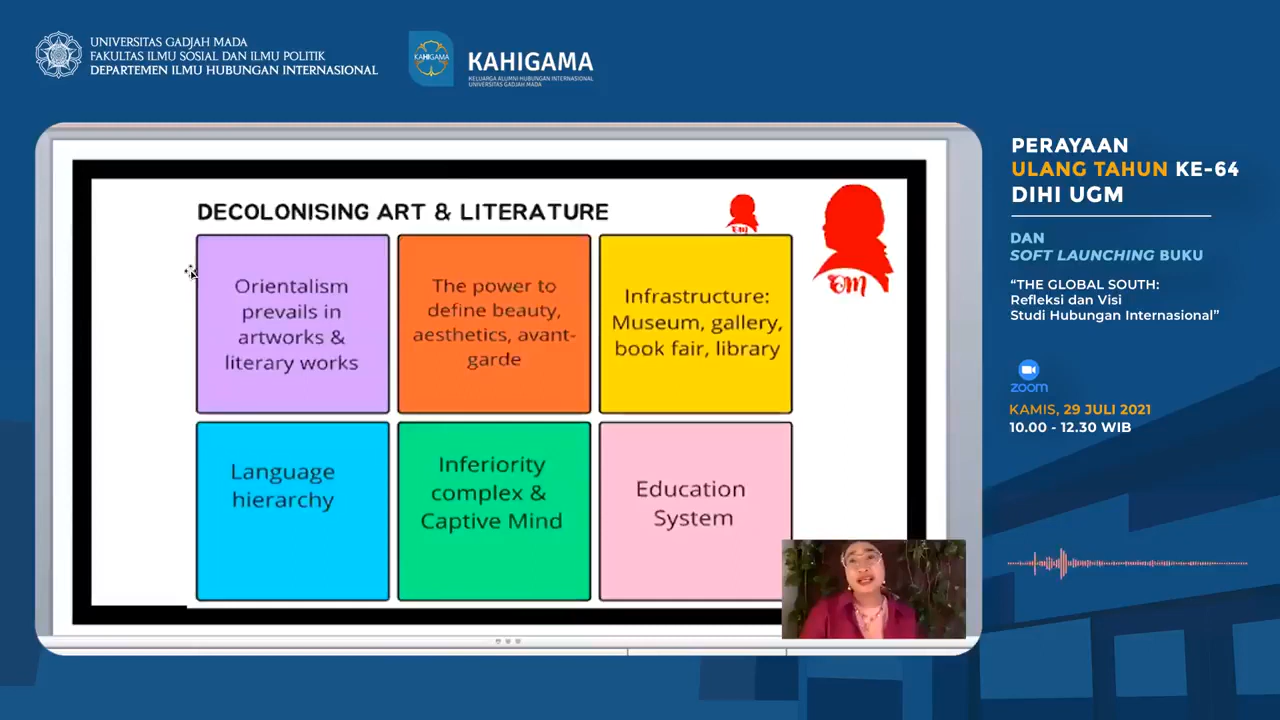 UNIVERSITAS GADJAH MADA
FAKULTAS ILMU SOSIAL DAN ILMU POLITIK
DEPARTEMEN ILMU HUBUNGAN INTERNASIONAL
KAHIGAMA
KAHIGAMA
KELUARGA ALUMNI HUBUNGAN INTERNASIONAL
UNIVERSITAS GADJAH MADA
DECOLONISING ART & LITERATURE
Orientalism
prevails in
artworks &
literary works
The power to
define beauty,
aesthetics, avant-
garde
Infrastructure:
Museum, gallery,
book fair, library
Language
hierarchy
Inferiority
complex &
Captive Mind
Education
System
OM
OM
PERAYAAN
ULANG TAHUN KE-64
DIHI UGM
DAN
SOFT LAUNCHING BUKU
“THE GLOBAL SOUTH:
Refleksi dan Visi
Studi Hubungan Internasional”
zoom
KAMIS, 29 JULI 2021
10.00 - 12.30 WIB